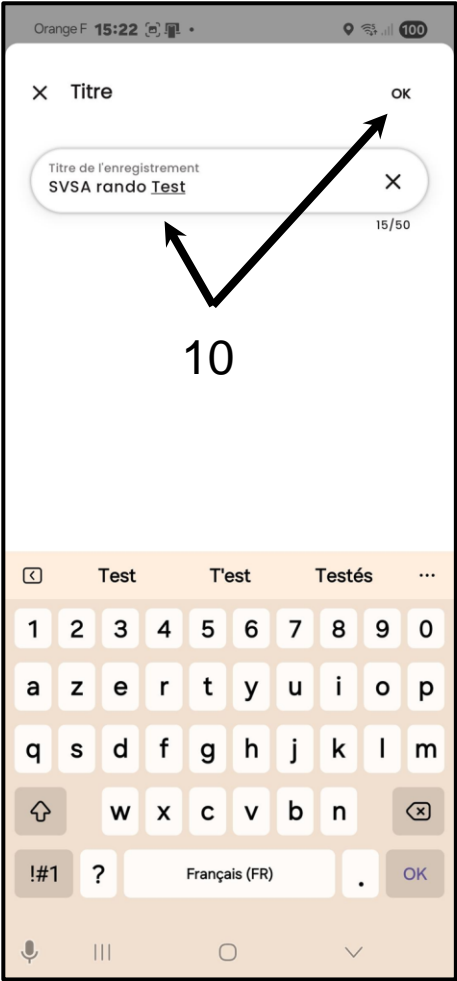 Orange F 15:22 100
Titre OK
Titre de l'enregistrement
SVSA rando Test
15/50
10
Test T'est Testés ...
1 2 3 4 5 6 7 8 9 0
a z e r t y u i o p
q s d f g h j k l m
w x c v b n
!#1 ? Français (FR) . OK